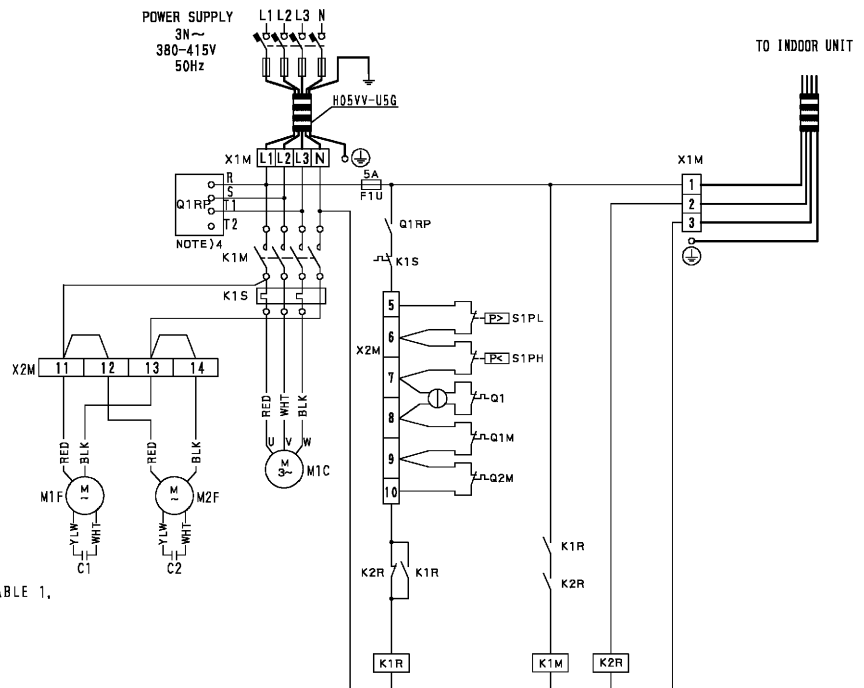 POWER SUPPLY
3N~
380-415V
50Hz
L1 L2 L3 N
TO INDOOR UNIT
H05VV-U5G
X1M L1 L2 L3 N
X1M
1
2
3
R
S
T1
T2
Q1RP
NOTE)4
5A
F1U
Q1RP
K1S
K1M
K1S
X2M
5
6
7
8
9
10
P> S1PL
P< S1PH
Q1
Q1M
Q2M
X2M 11 12 13 14
RED
BLK
RED
BLK
RED
WHT
BLK
U V W
M
3~
M1C
M1F
M
~
M
~
M2F
YLW
WHT
YLW
WHT
C1
C2
K2R
K1R
K1R
K2R
ABLE 1.
K1R
K1M
K2R